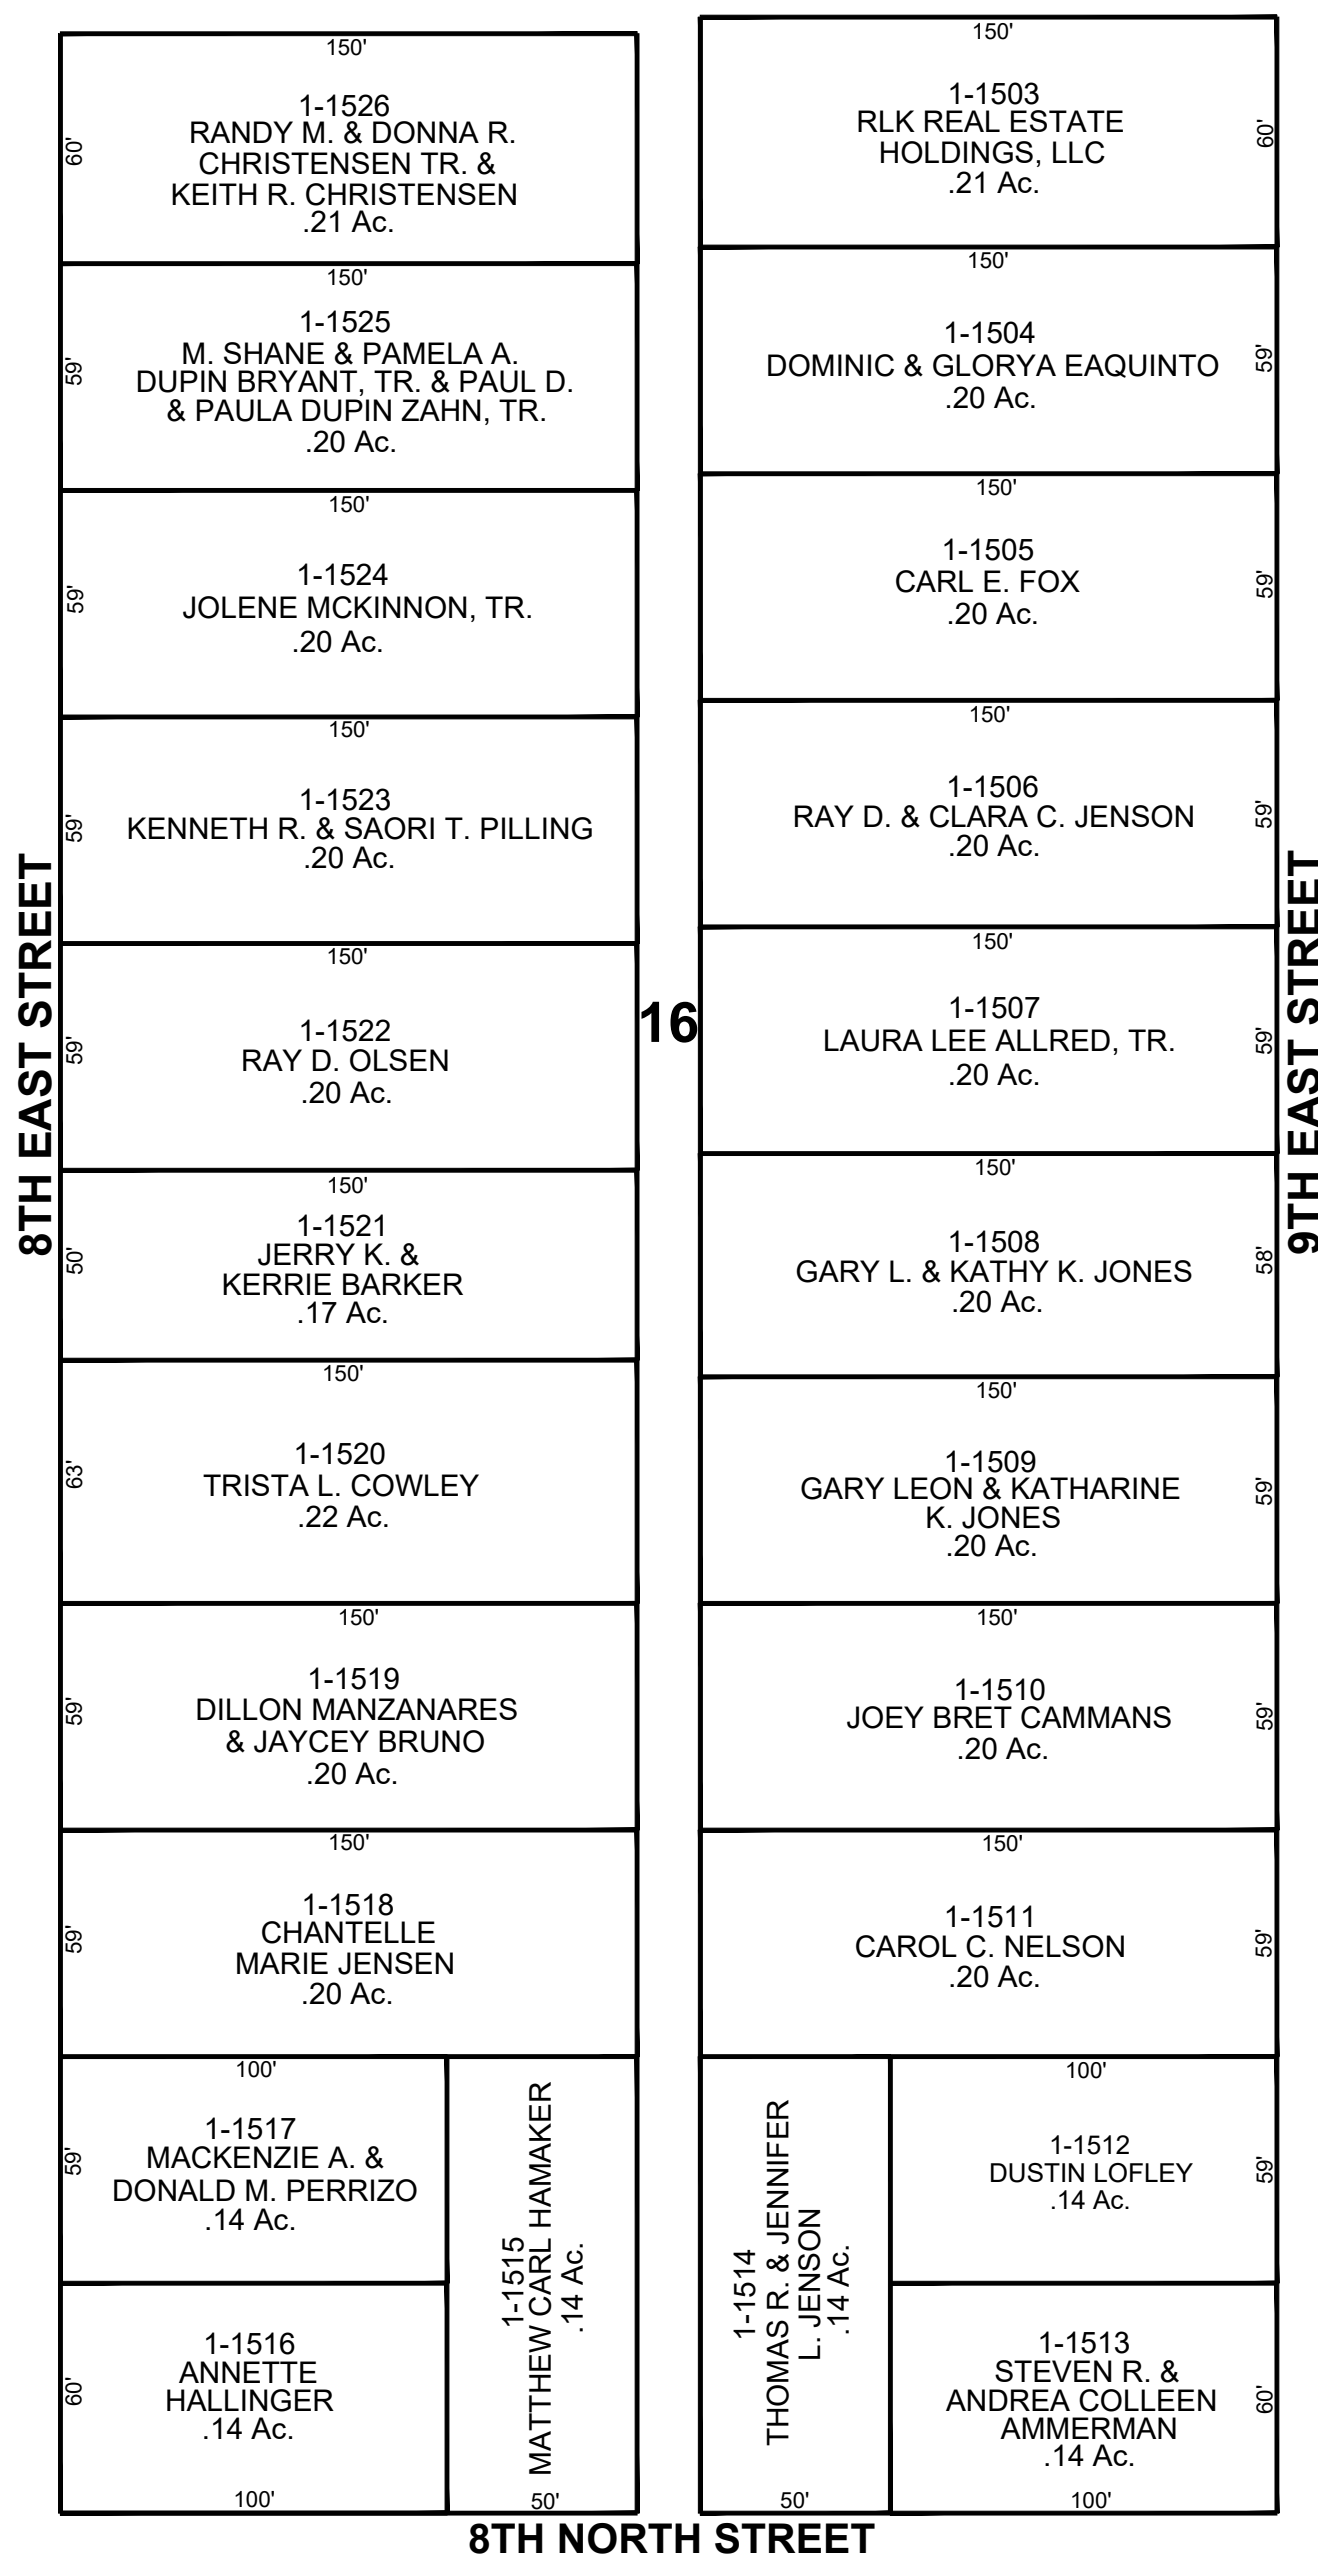 150'
60'
1-1526
RANDY M. & DONNA R.
CHRISTENSEN TR. &
KEITH R. CHRISTENSEN
.21 Ac.
150'
59'
1-1525
M. SHANE & PAMELA A.
DUPIN BRYANT, TR. & PAUL D.
& PAULA DUPIN ZAHN, TR.
.20 Ac.
150'
59'
1-1524
JOLENE MCKINNON, TR.
.20 Ac.
150'
59'
1-1523
KENNETH R. & SAORI T. PILLING
.20 Ac.
8TH EAST STREET
150'
59'
1-1522
RAY D. OLSEN
.20 Ac.
150'
50'
1-1521
JERRY K. &
KERRIE BARKER
.17 Ac.
150'
63'
1-1520
TRISTA L. COWLEY
.22 Ac.
150'
59'
1-1519
DILLON MANZANARES
& JAYCEY BRUNO
.20 Ac.
150'
59'
1-1518
CHANTELLE
MARIE JENSEN
.20 Ac.
100'
59'
1-1517
MACKENZIE A. &
DONALD M. PERRIZO
.14 Ac.
60'
1-1516
ANNETTE
HALLINGER
.14 Ac.
100'
1-1515
MATTHEW CARL HAMAKER
.14 Ac.
50'
16
150'
1-1503
RLK REAL ESTATE
HOLDINGS, LLC
.21 Ac.
60'
150'
1-1504
DOMINIC & GLORYA EAQUINTO
.20 Ac.
59'
150'
1-1505
CARL E. FOX
.20 Ac.
59'
150'
1-1506
RAY D. & CLARA C. JENSON
.20 Ac.
59'
150'
1-1507
LAURA LEE ALLRED, TR.
.20 Ac.
59'
9TH EAST STREET
150'
1-1508
GARY L. & KATHY K. JONES
.20 Ac.
58'
150'
1-1509
GARY LEON & KATHARINE
K. JONES
.20 Ac.
59'
150'
1-1510
JOEY BRET CAMMANS
.20 Ac.
59'
150'
1-1511
CAROL C. NELSON
.20 Ac.
59'
1-1514
THOMAS R. & JENNIFER
L. JENSON
.14 Ac.
50'
100'
1-1512
DUSTIN LOFLEY
.14 Ac.
59'
1-1513
STEVEN R. &
ANDREA COLLEEN
AMMERMAN
.14 Ac.
60'
100'
8TH NORTH STREET